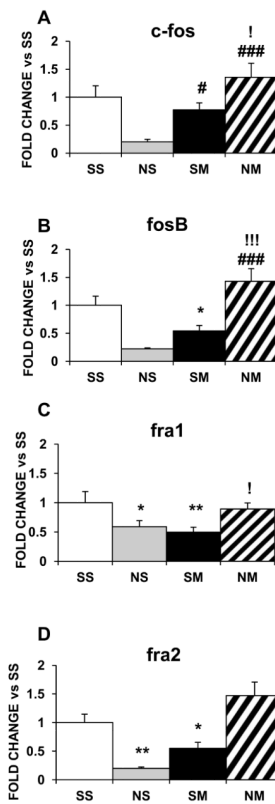 A
c-fos
FOLD CHANGE vs SS
2
1.5
1
0.5
0
#
!
###
SS NS SM NM
B
fosB
FOLD CHANGE vs SS
2
1.5
1
0.5
0
*
!!!
###
SS NS SM NM
C
fra1
FOLD CHANGE vs SS
2
1.5
1
0.5
0
* ** !
SS NS SM NM
D
fra2
FOLD CHANGE vs SS
2
1.5
1
0.5
0
** *
SS NS SM NM